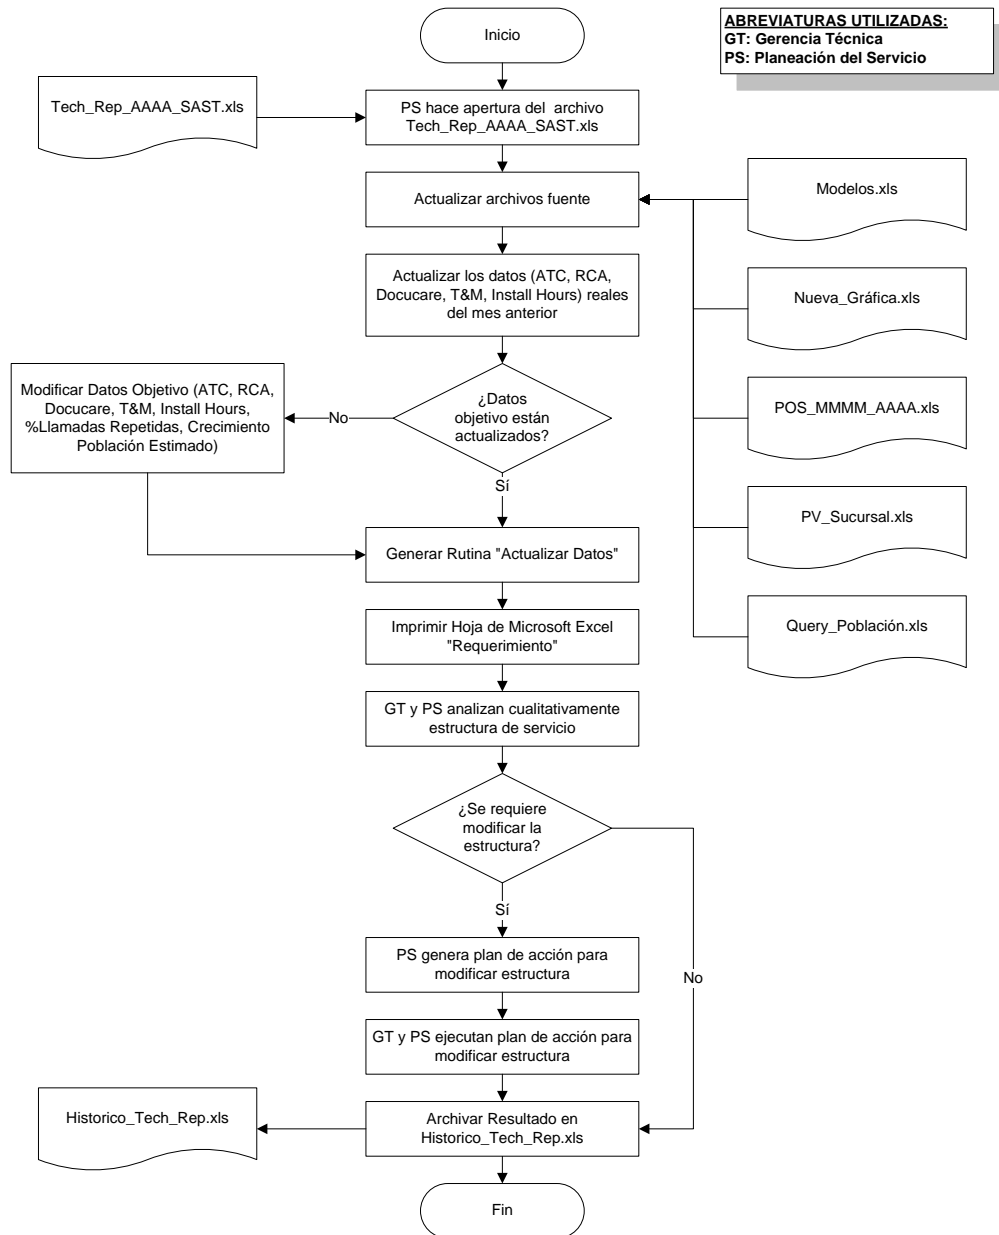 Inicio
ABREVIATURAS UTILIZADAS:
GT: Gerencia Técnica
PS: Planeación del Servicio
Tech_Rep_AAAA_SAST.xls
PS hace apertura del archivo
Tech_Rep_AAAA_SAST.xls
Actualizar archivos fuente
Modelos.xls
Actualizar los datos (ATC, RCA,
Docucare, T&M, Install Hours) reales
del mes anterior
Nueva_Gráfica.xls
Modificar Datos Objetivo (ATC, RCA,
Docucare, T&M, Install Hours,
%Llamadas Repetidas, Crecimiento
Población Estimado)
No
¿Datos
objetivo están
actualizados?
POS_MMMM_AAAA.xls
Sí
PV_Sucursal.xls
Generar Rutina "Actualizar Datos"
Imprimir Hoja de Microsoft Excel
"Requerimiento"
Query_Población.xls
GT y PS analizan cualitativamente
estructura de servicio
¿Se requiere
modificar la
estructura?
Sí
PS genera plan de acción para
modificar estructura
No
GT y PS ejecutan plan de acción para
modificar estructura
Historico_Tech_Rep.xls
Archivar Resultado en
Historico_Tech_Rep.xls
Fin